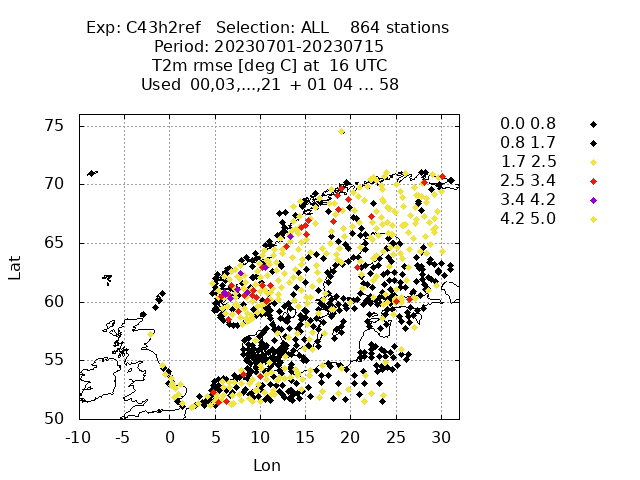 Exp: C43h2ref   Selection: ALL    864 stations
Period: 20230701-20230715
T2m rmse [deg C] at  16 UTC
Used  00,03,...,21  + 01 04 ... 58
0.0 0.8
0.8 1.7
1.7 2.5
2.5 3.4
3.4 4.2
4.2 5.0
75
70
65
60
55
50
Lat
-10 -5 0 5 10 15 20 25 30
Lon